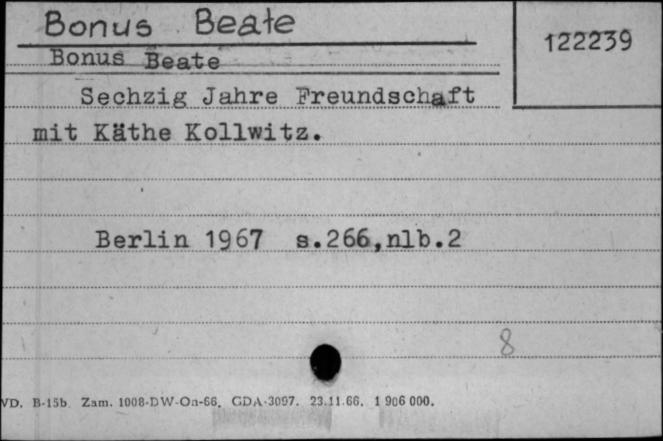 Bonus Beate
122239
Bonus Beate
Sechzig Jahre Freundschaft
mit Käthe Kollwitz.
Berlin 1967 s.266,nlb.2
8
VD. B-15b Zam. 1008-DW-On-66. GDA-3097. 23.11.66. 1 906 000.